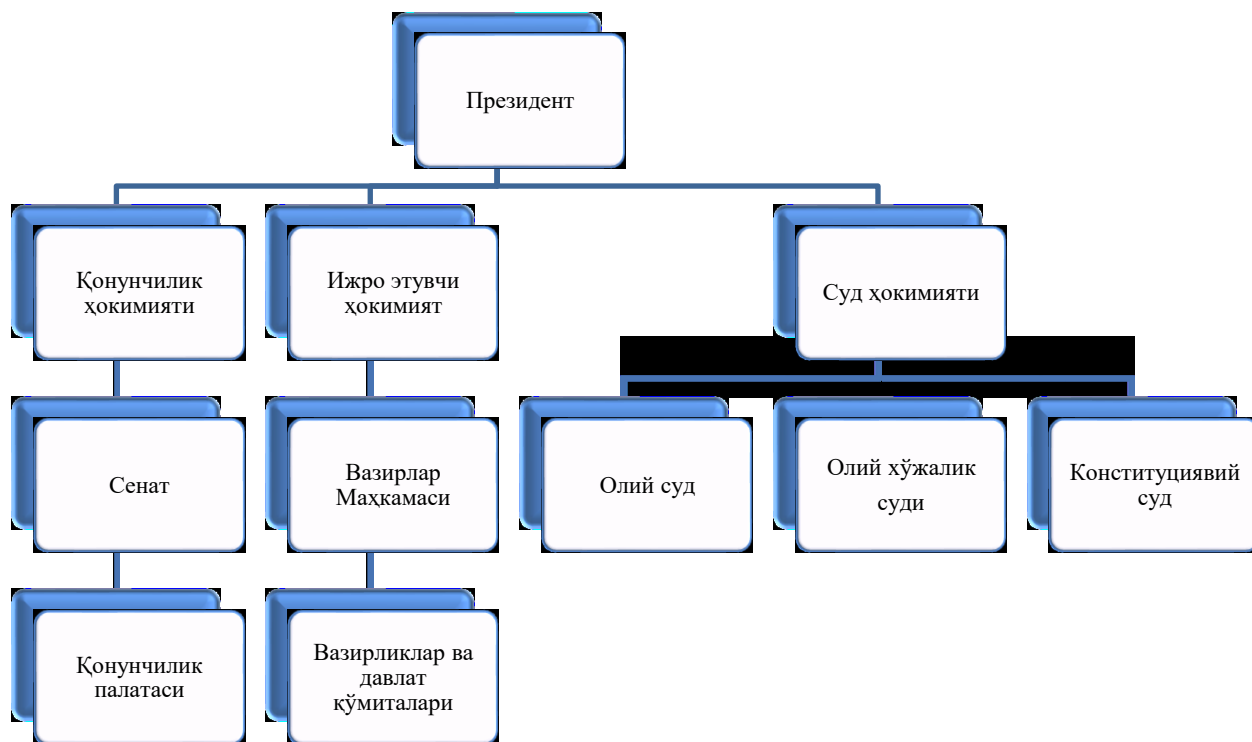 Президент
Қонунчилик
ҳокимияти
Ижро этувчи
ҳокимият
Суд ҳокимияти
Сенат
Вазирлар
Маҳкамаси
Олий суд
Олий хўжалик
суди
Конституциявий
суд
Қонунчилик
палатаси
Вазирликлар ва
давлат
қўмиталари